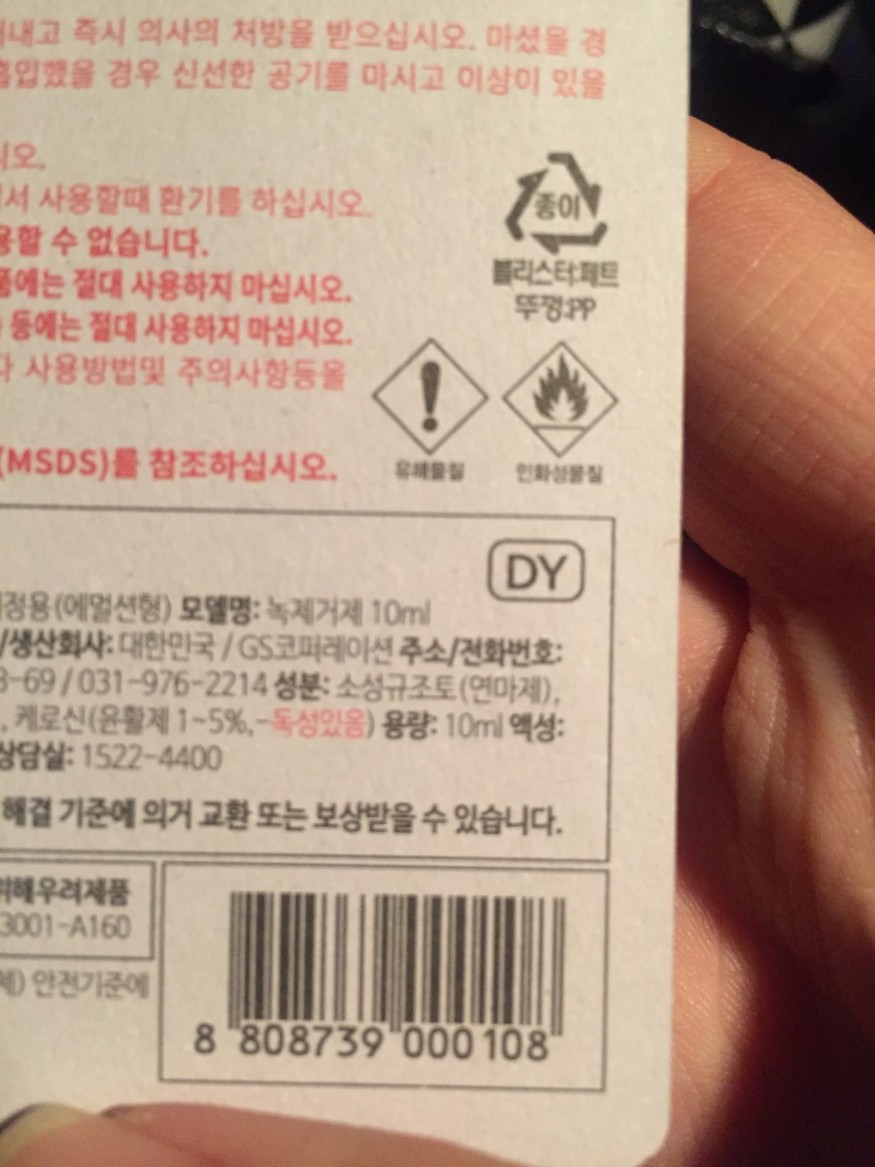 내고 즉시 의사의 처방을 받으십시오. 마셨을 경
흡입했을 경우 신선한 공기를 마시고 이상이 있을
시오.
서 사용할때 환기를 하십시오.
용할 수 없습니다.
품에는 절대 사용하지 마십시오.
등에는 절대 사용하지 마십시오.
다 사용방법및 주의사항등을
(MSDS)를 참조하십시오.
종이
블리스터:페트
뚜껑:PP
유해물질
인화성물질
DY
정용(에멀션형) 모델명: 녹제거제 10ml
/생산회사: 대한민국 / GS코퍼레이션 주소/전화번호:
3-69 / 031-976-2214 성분: 소성규조토(연마제),
, 케로신(윤활제 1~5%,-독성있음) 용량: 10ml 액성:
상담실: 1522-4400
해결 기준에 의거 교환 또는 보상받을 수 있습니다.
위해우려제품
3001-A160
제) 안전기준에
8 808739 000108